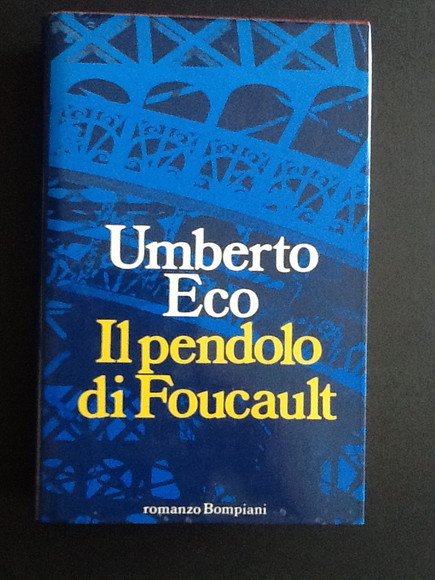 Umberto
Eco
Il pendolo
di Foucault
romanzo Bompiani